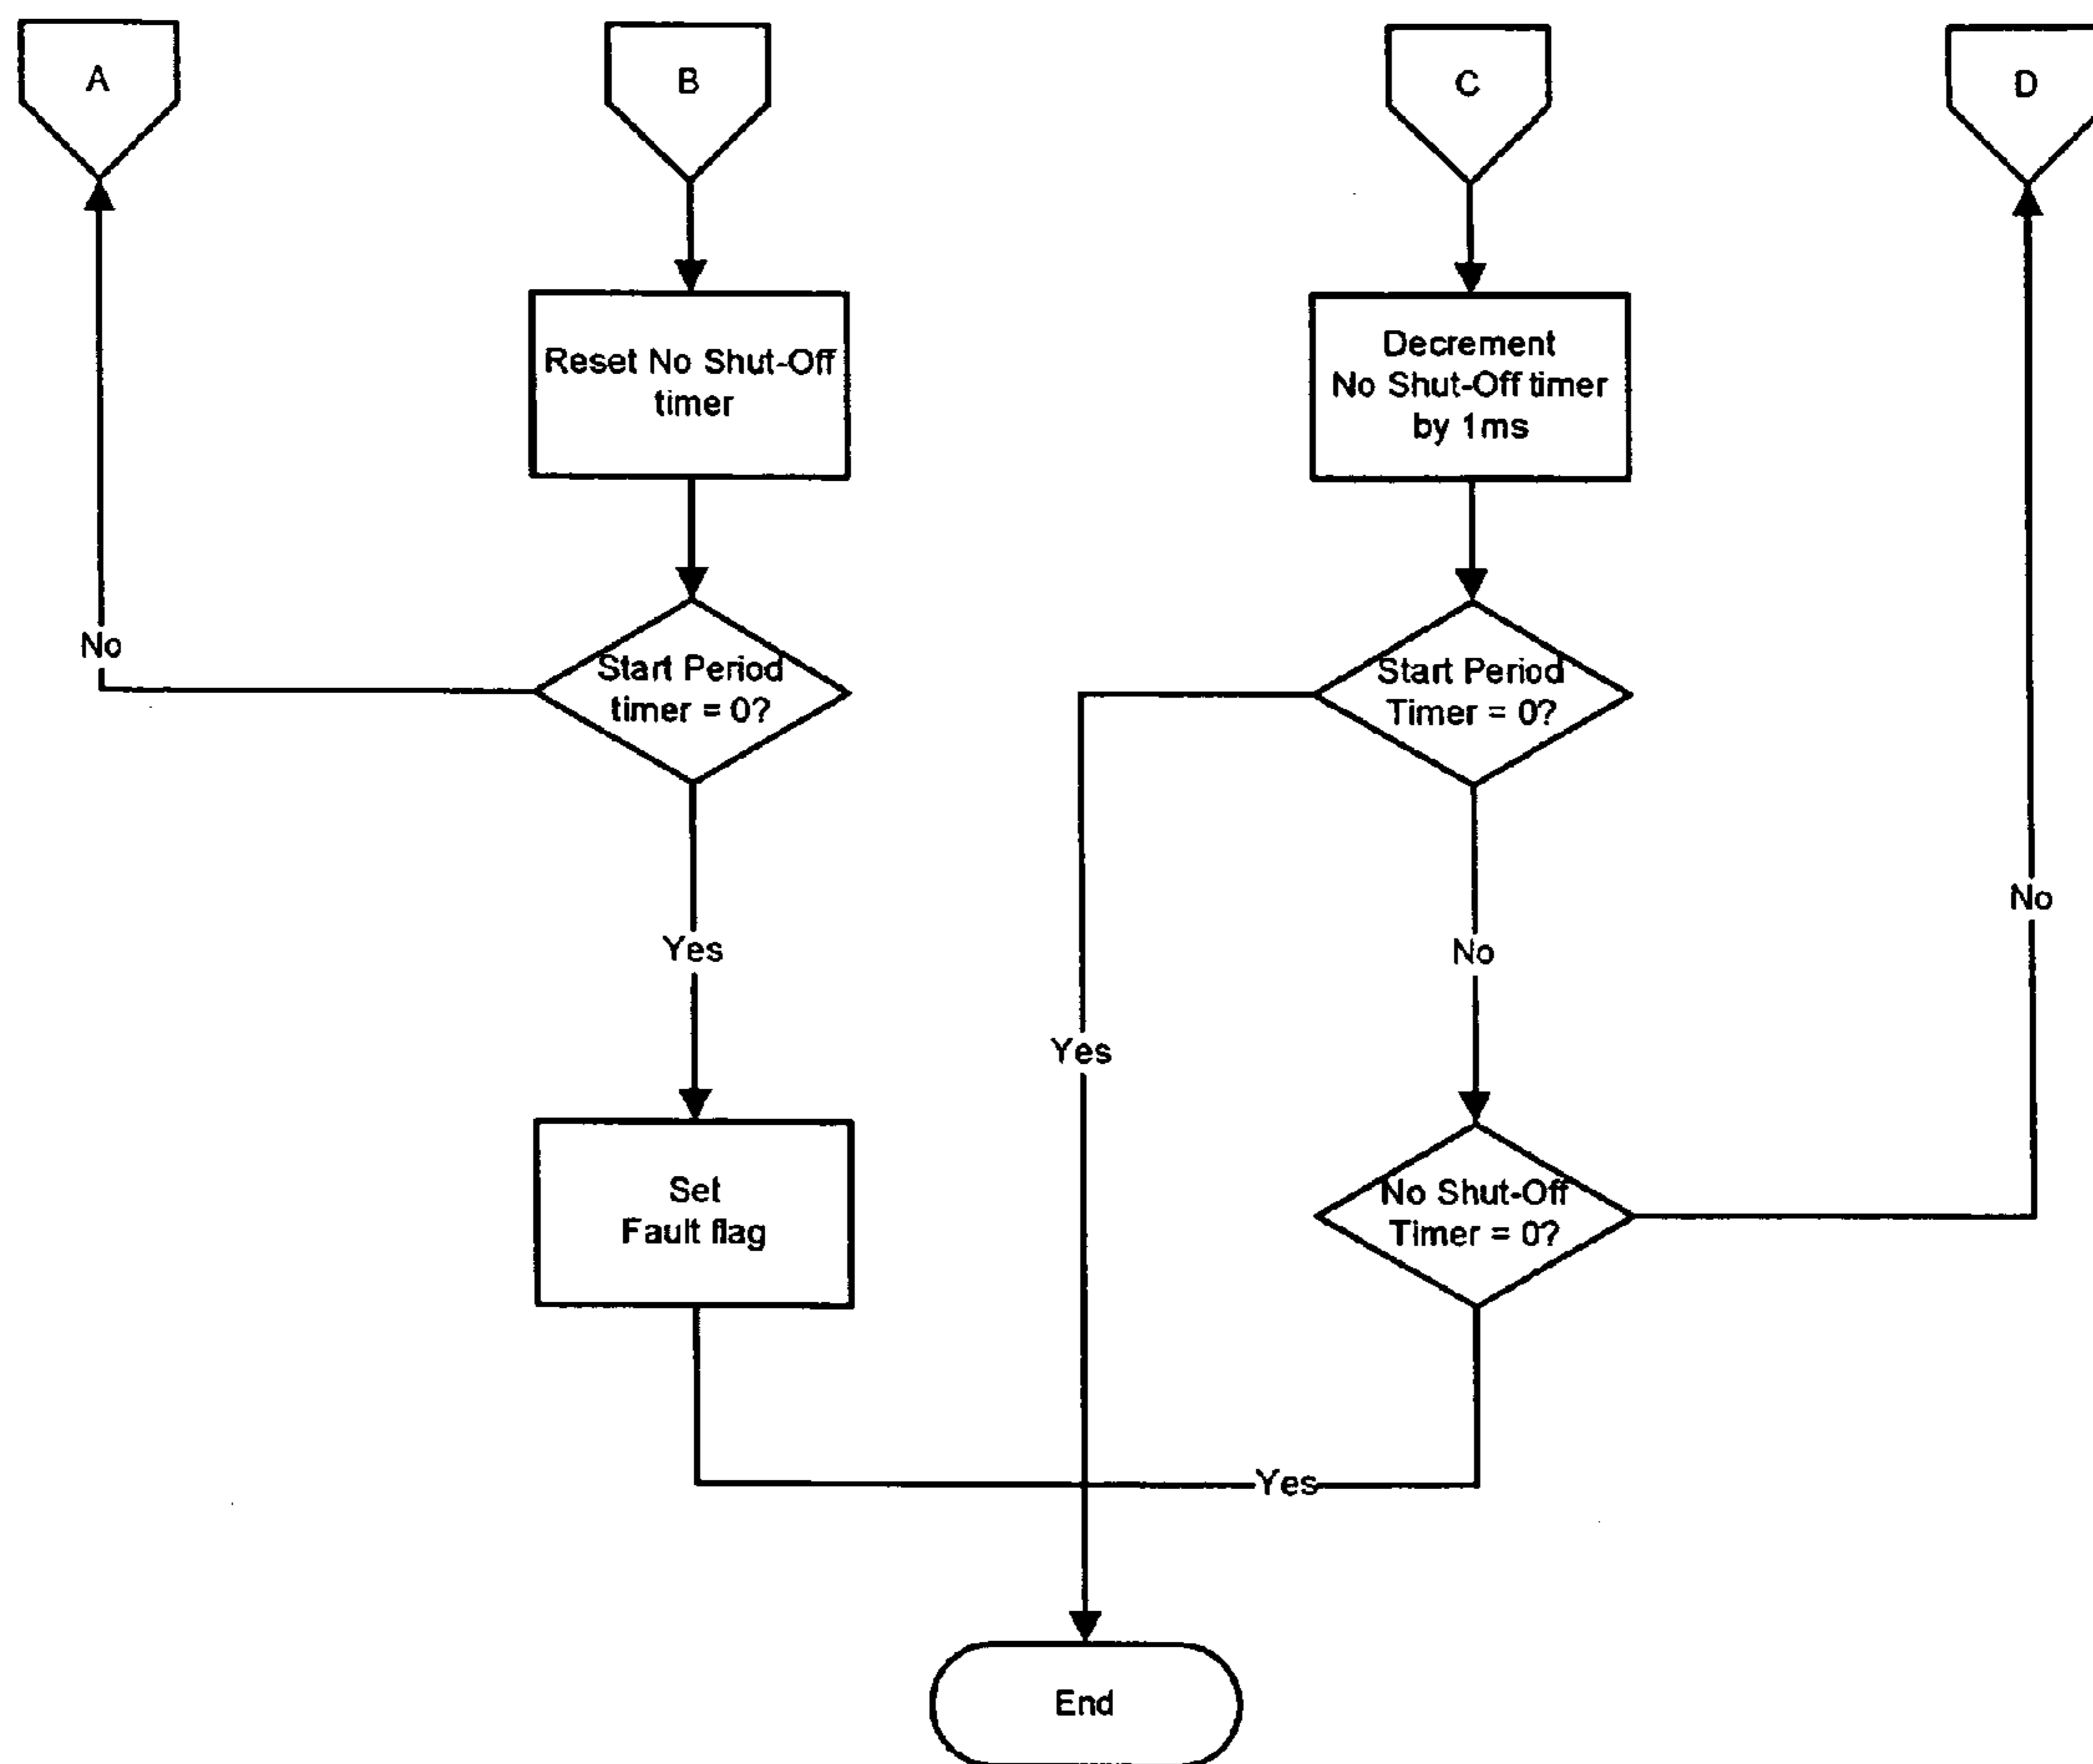 A
B
C
D
Reset No Shut-Off
timer
Decrement
No Shut-Off timer
by 1ms
No
Start Period
timer = 0?
Start Period
Timer = 0?
No
Yes
No
Yes
Set
Fault flag
No Shut-Off
Timer = 0?
Yes
End